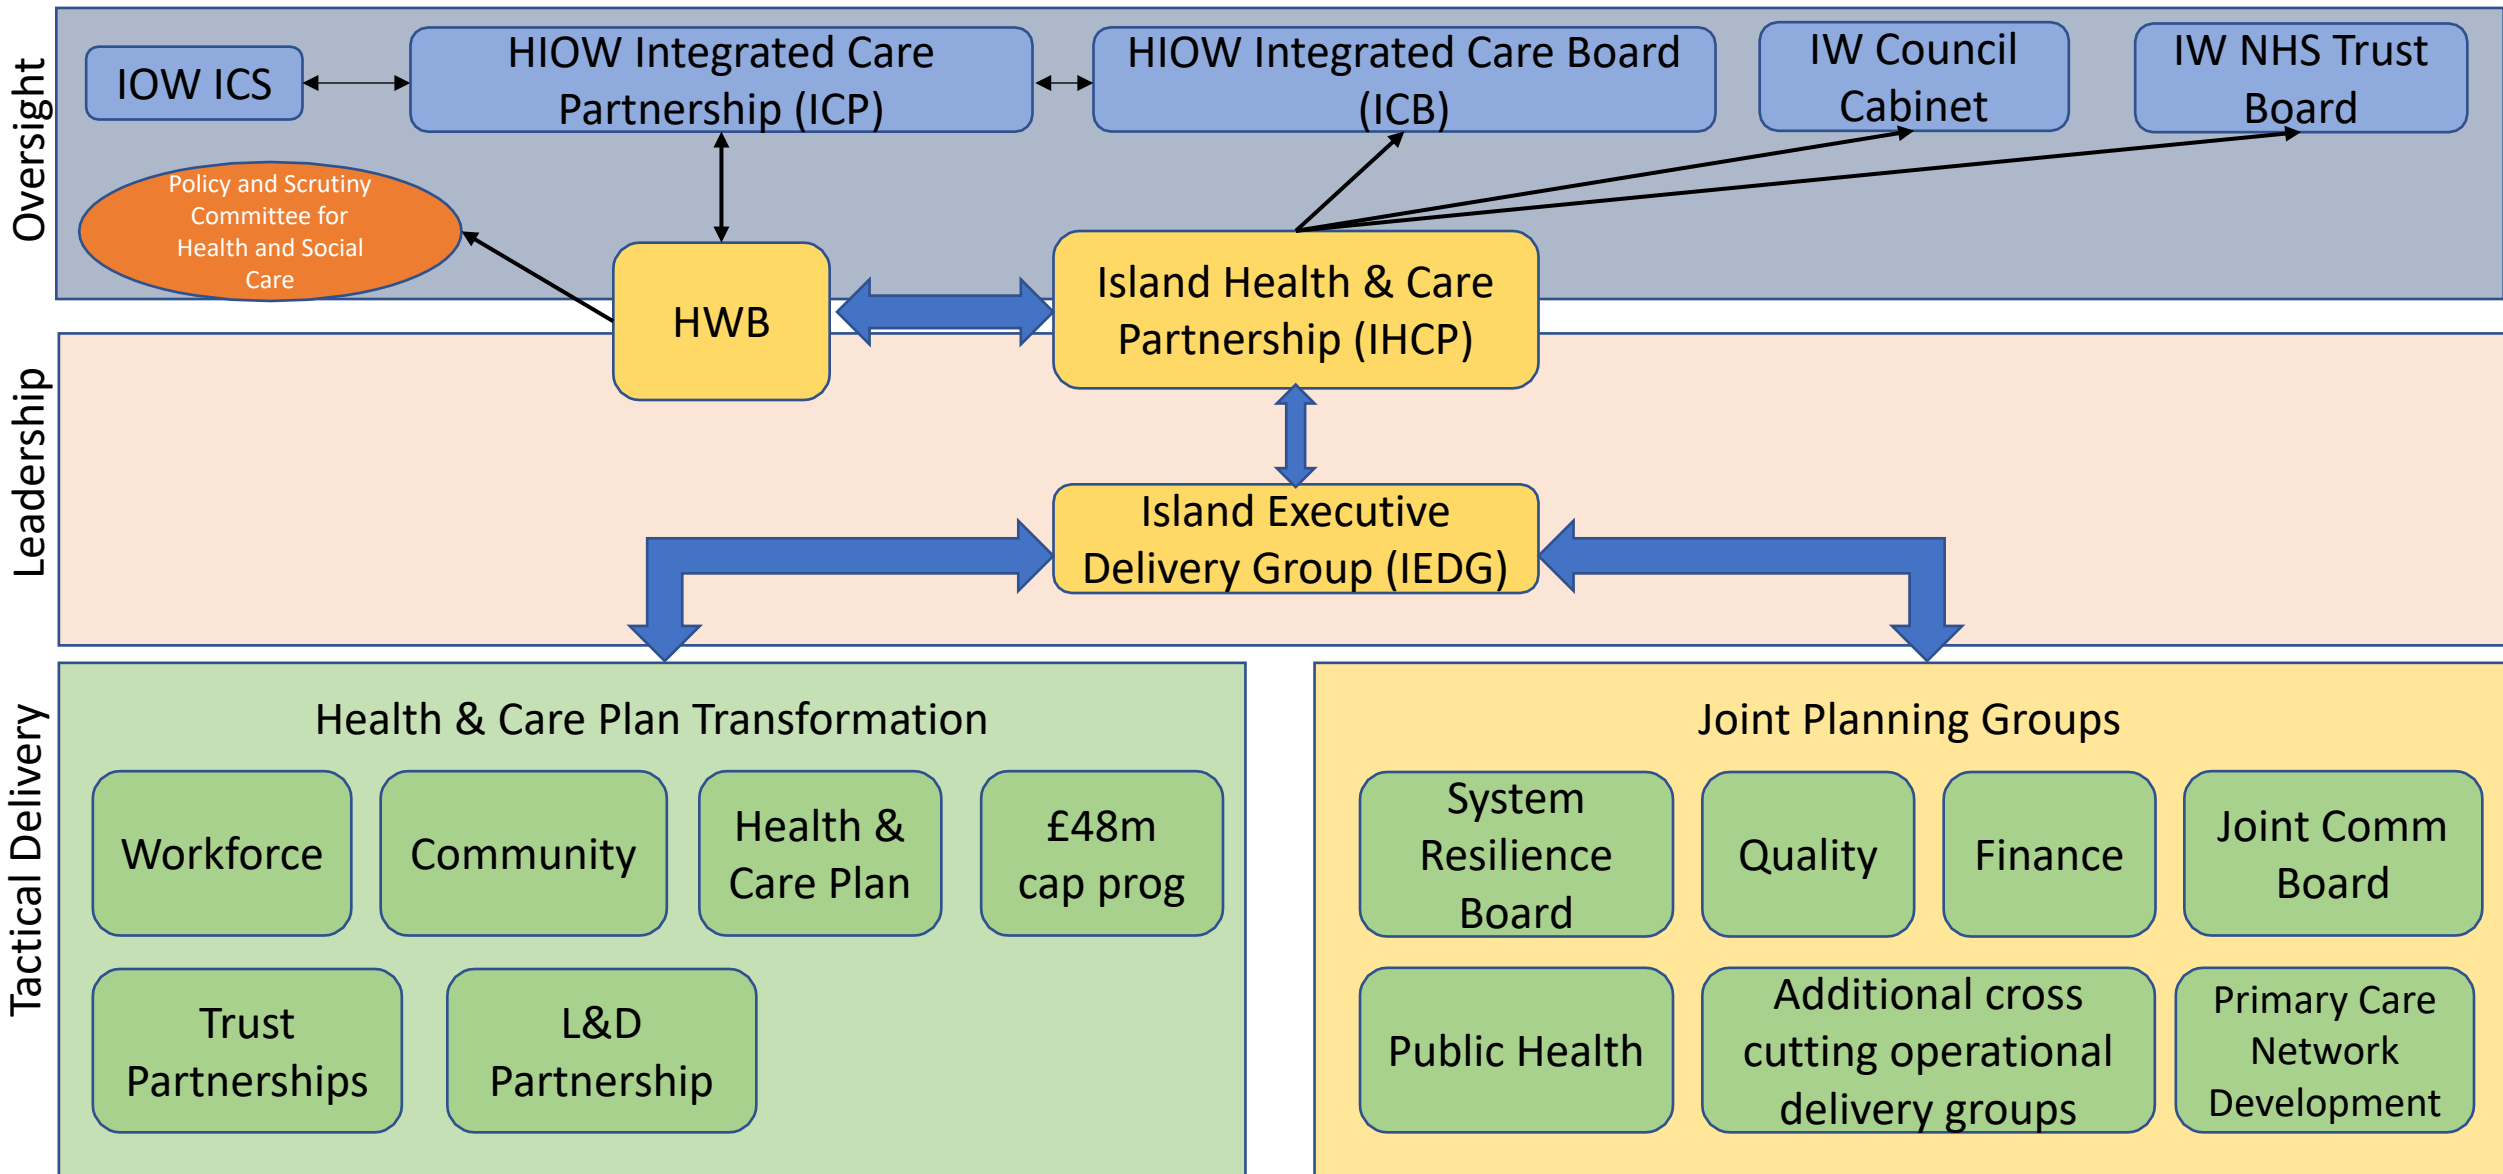 Oversight
IOW ICS
HIOW Integrated Care
Partnership (ICP)
HIOW Integrated Care Board
(ICB)
IW Council
Cabinet
IW NHS Trust
Board
Policy and Scrutiny
Committee for
Health and Social
Care
HWB
Island Health & Care
Partnership (IHCP)
Leadership
Island Executive
Delivery Group (IEDG)
Tactical Delivery
Health & Care Plan Transformation
Workforce
Community
Health &
Care Plan
£48m
cap prog
Trust
Partnerships
L&D
Partnership
Joint Planning Groups
System
Resilience
Board
Quality
Finance
Joint Comm
Board
Public Health
Additional cross
cutting operational
delivery groups
Primary Care
Network
Development